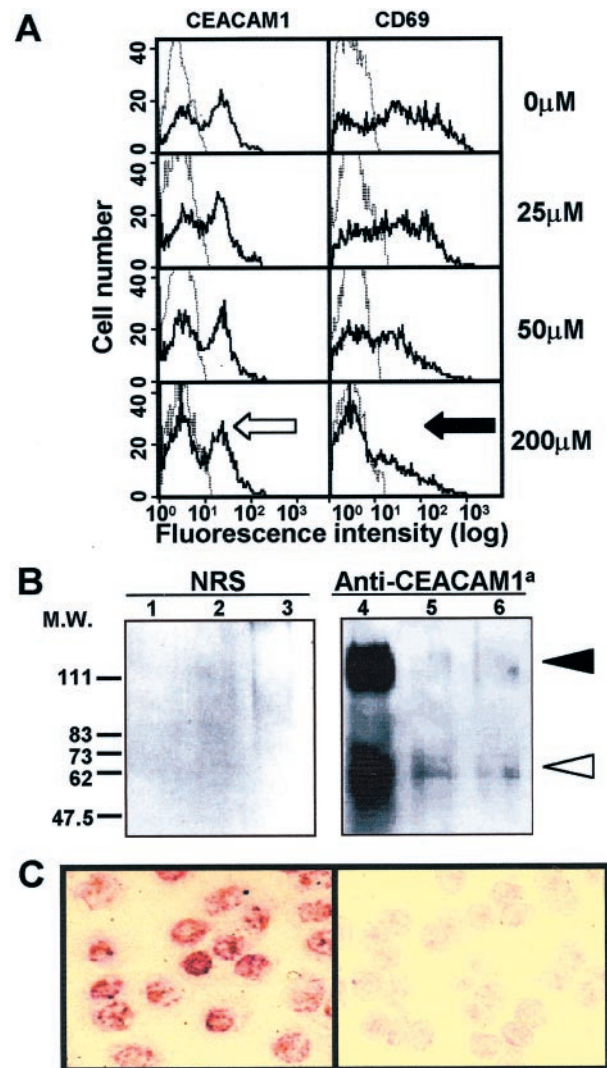 A
CEACAM1 CD69
40 20 0 0μM
20 0 25μM
40 20 0 50μM
40 20 0 200μM
Cell number
10⁰ 10¹ 10² 10³ 10⁰ 10¹ 10² 10³
Fluorescence intensity (log)
B
NRS Anti-CEACAM1ª
M.W. 1 2 3 4 5 6
111
83
73
62
47.5
C